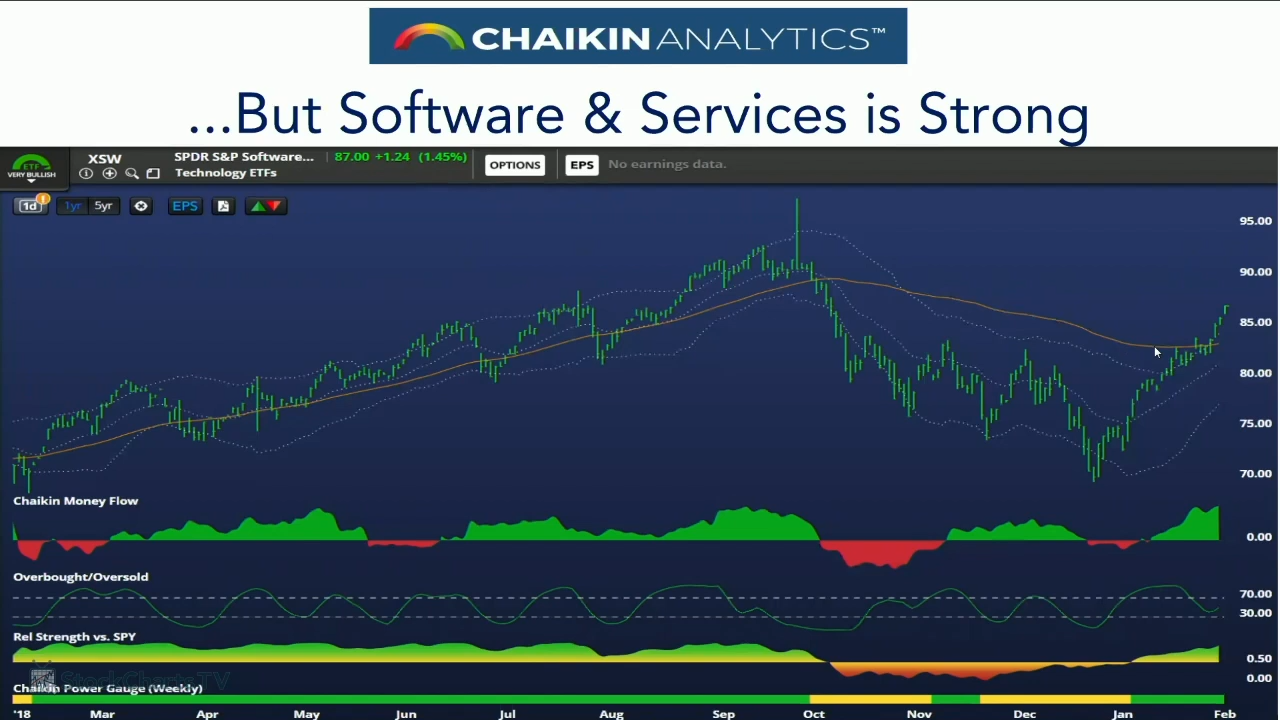 CHAIKIN ANALYTICS™
...But Software & Services is Strong
ETF
VERY BULLISH
XSW
SPDR S&P Software... 87.00 +1.24 (1.45%)
Technology ETFs
OPTIONS EPS No earnings data.
1d 1yr 5yr EPS
95.00
90.00
85.00
80.00
75.00
70.00
Chaikin Money Flow
0.00
Overbought/Oversold
70.00
30.00
Rel Strength vs. SPY
0.50
0.00
StockCharts TV
Chaikin Power Gauge (Weekly)
'18 Mar Apr May Jun Jul Aug Sep Oct Nov Dec Jan Feb